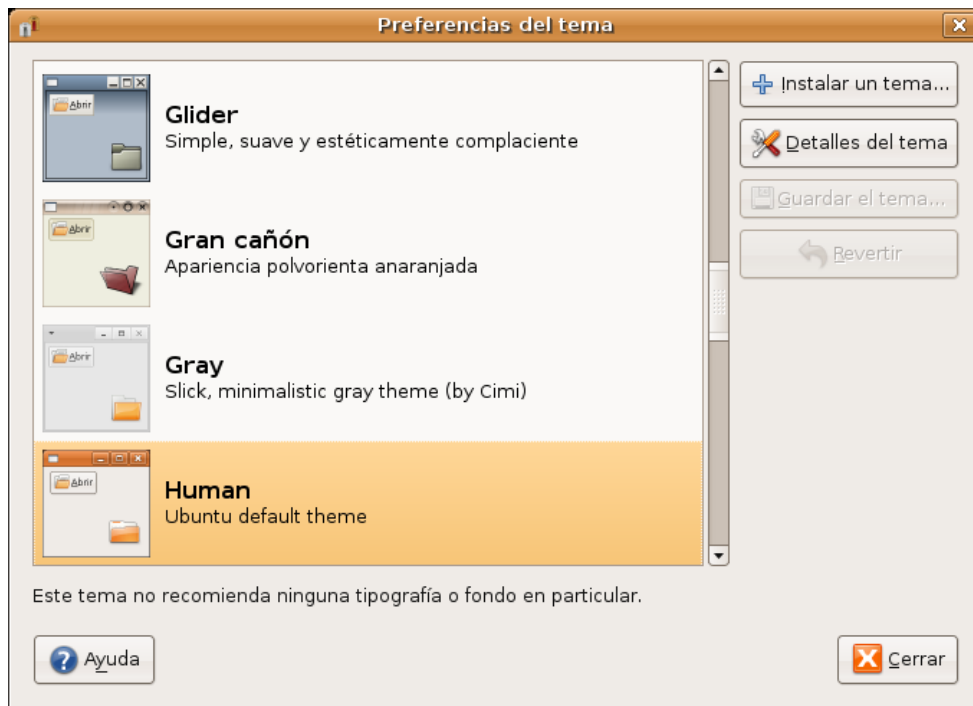 Preferencias del tema
Abrir
Glider
Simple, suave y estéticamente complaciente
Abrir
Gran cañón
Apariencia polvorienta anaranjada
Abrir
Gray
Slick, minimalistic gray theme (by Cimi)
Abrir
Human
Ubuntu default theme
Instalar un tema...
Detalles del tema
Guardar el tema...
Revertir
Este tema no recomienda ninguna tipografía o fondo en particular.
Ayuda
Cerrar